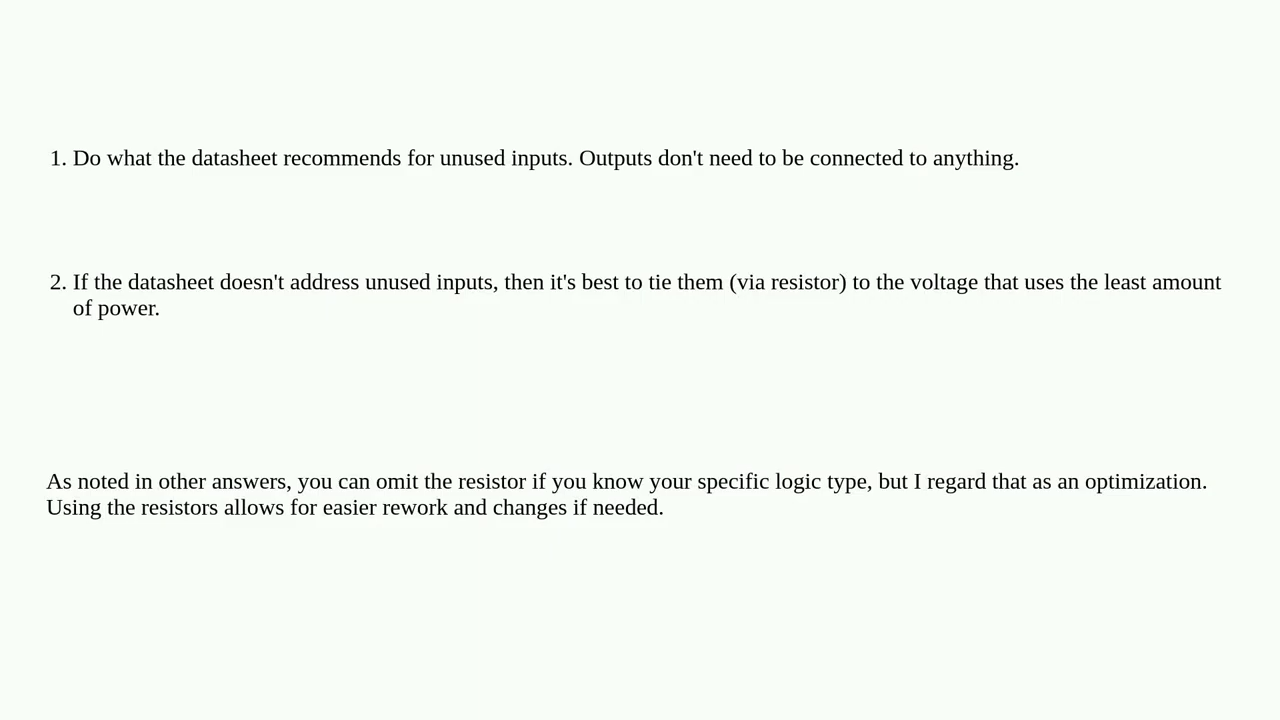 1. Do what the datasheet recommends for unused inputs. Outputs don't need to be connected to anything.
2. If the datasheet doesn't address unused inputs, then it's best to tie them (via resistor) to the voltage that uses the least amount
of power.
As noted in other answers, you can omit the resistor if you know your specific logic type, but I regard that as an optimization.
Using the resistors allows for easier rework and changes if needed.